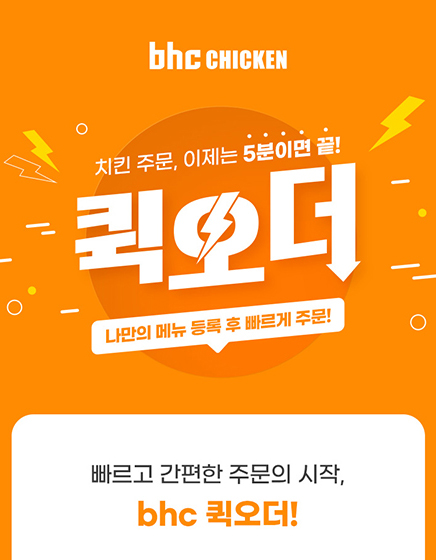 bhc CHICKEN
치킨 주문, 이제는 5분이면 끝!
퀵오더
나만의 메뉴 등록 후 빠르게 주문!
빠르고 간편한 주문의 시작,
bhc 퀵오더!